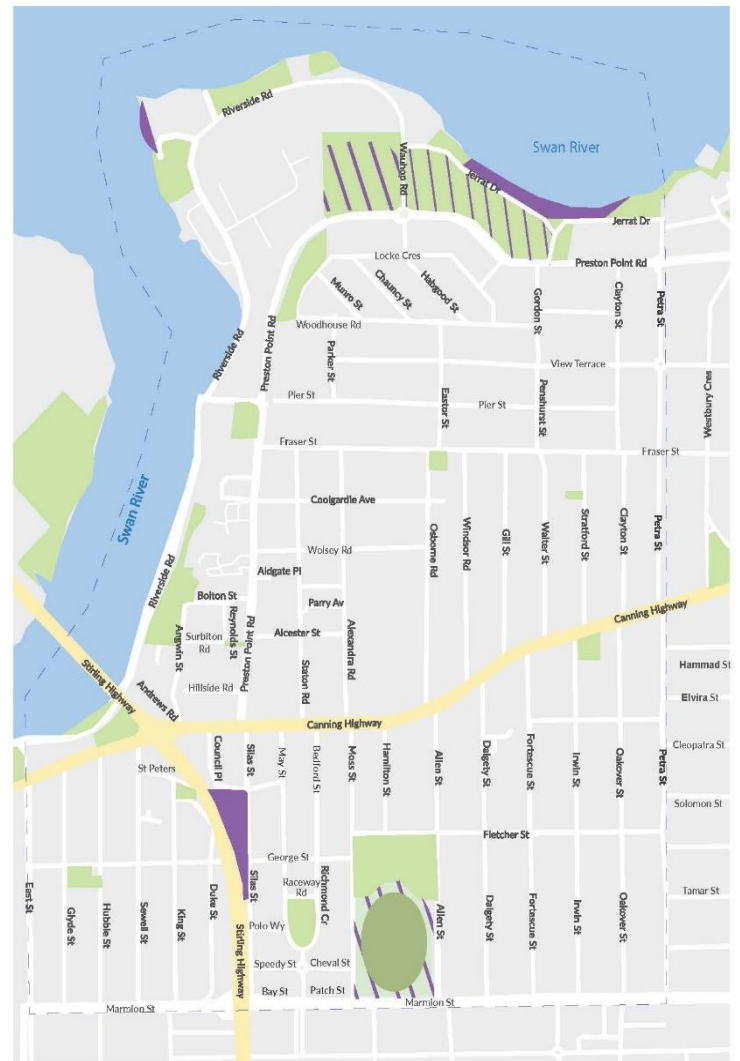 Riverside Rd
Swan River
Wauhop Rd
Jerrat Dr
Jerrat Dr
Preston Point Rd
Locke Cres
Munro St
Chauncy St
Habgood St
Gordon St
Clayton St
Petra St
Woodhouse Rd
Riverside Rd
Preston Point Rd
Parker St
View Terrace
Westbury Cres
Pier St
Eastor St
Penshurst St
Pier St
Fraser St
Fraser St
Swan River
Coolgardie Ave
Osborne Rd
Windsor Rd
Gill St
Walter St
Stratford St
Clayton St
Petra St
Wolsey Rd
Riverside Rd
Aldgate Pl
Bolton St
Parry Av
Canning Highway
Reynolds St
Preston Point Rd
Angwin St
Surbiton
Rd
Alcester St
Alexandra Rd
Staton Rd
Hammad St
Stirling Highway
Andrews Rd
Hillside Rd
Elvira St
Canning Highway
St Peters
Council Pl
Silas St
May St
Bedford St
Moss St
Hamilton St
Allen St
Dalgety St
Fortescue St
Irwin St
Oakover St
Petra St
Cleopatra St
Solomon St
Fletcher St
George St
East St
Glyde St
Hubble St
Sewell St
King St
Duke St
Silas St
Raceway
Rd
Richmond Cr
Allen St
Dalgety St
Fortescue St
Irwin St
Oakover St
Tamar St
Stirling Highway
Polo Wy
Speedy St
Cheval St
Bay St
Patch St
Marmion St
Marmion St